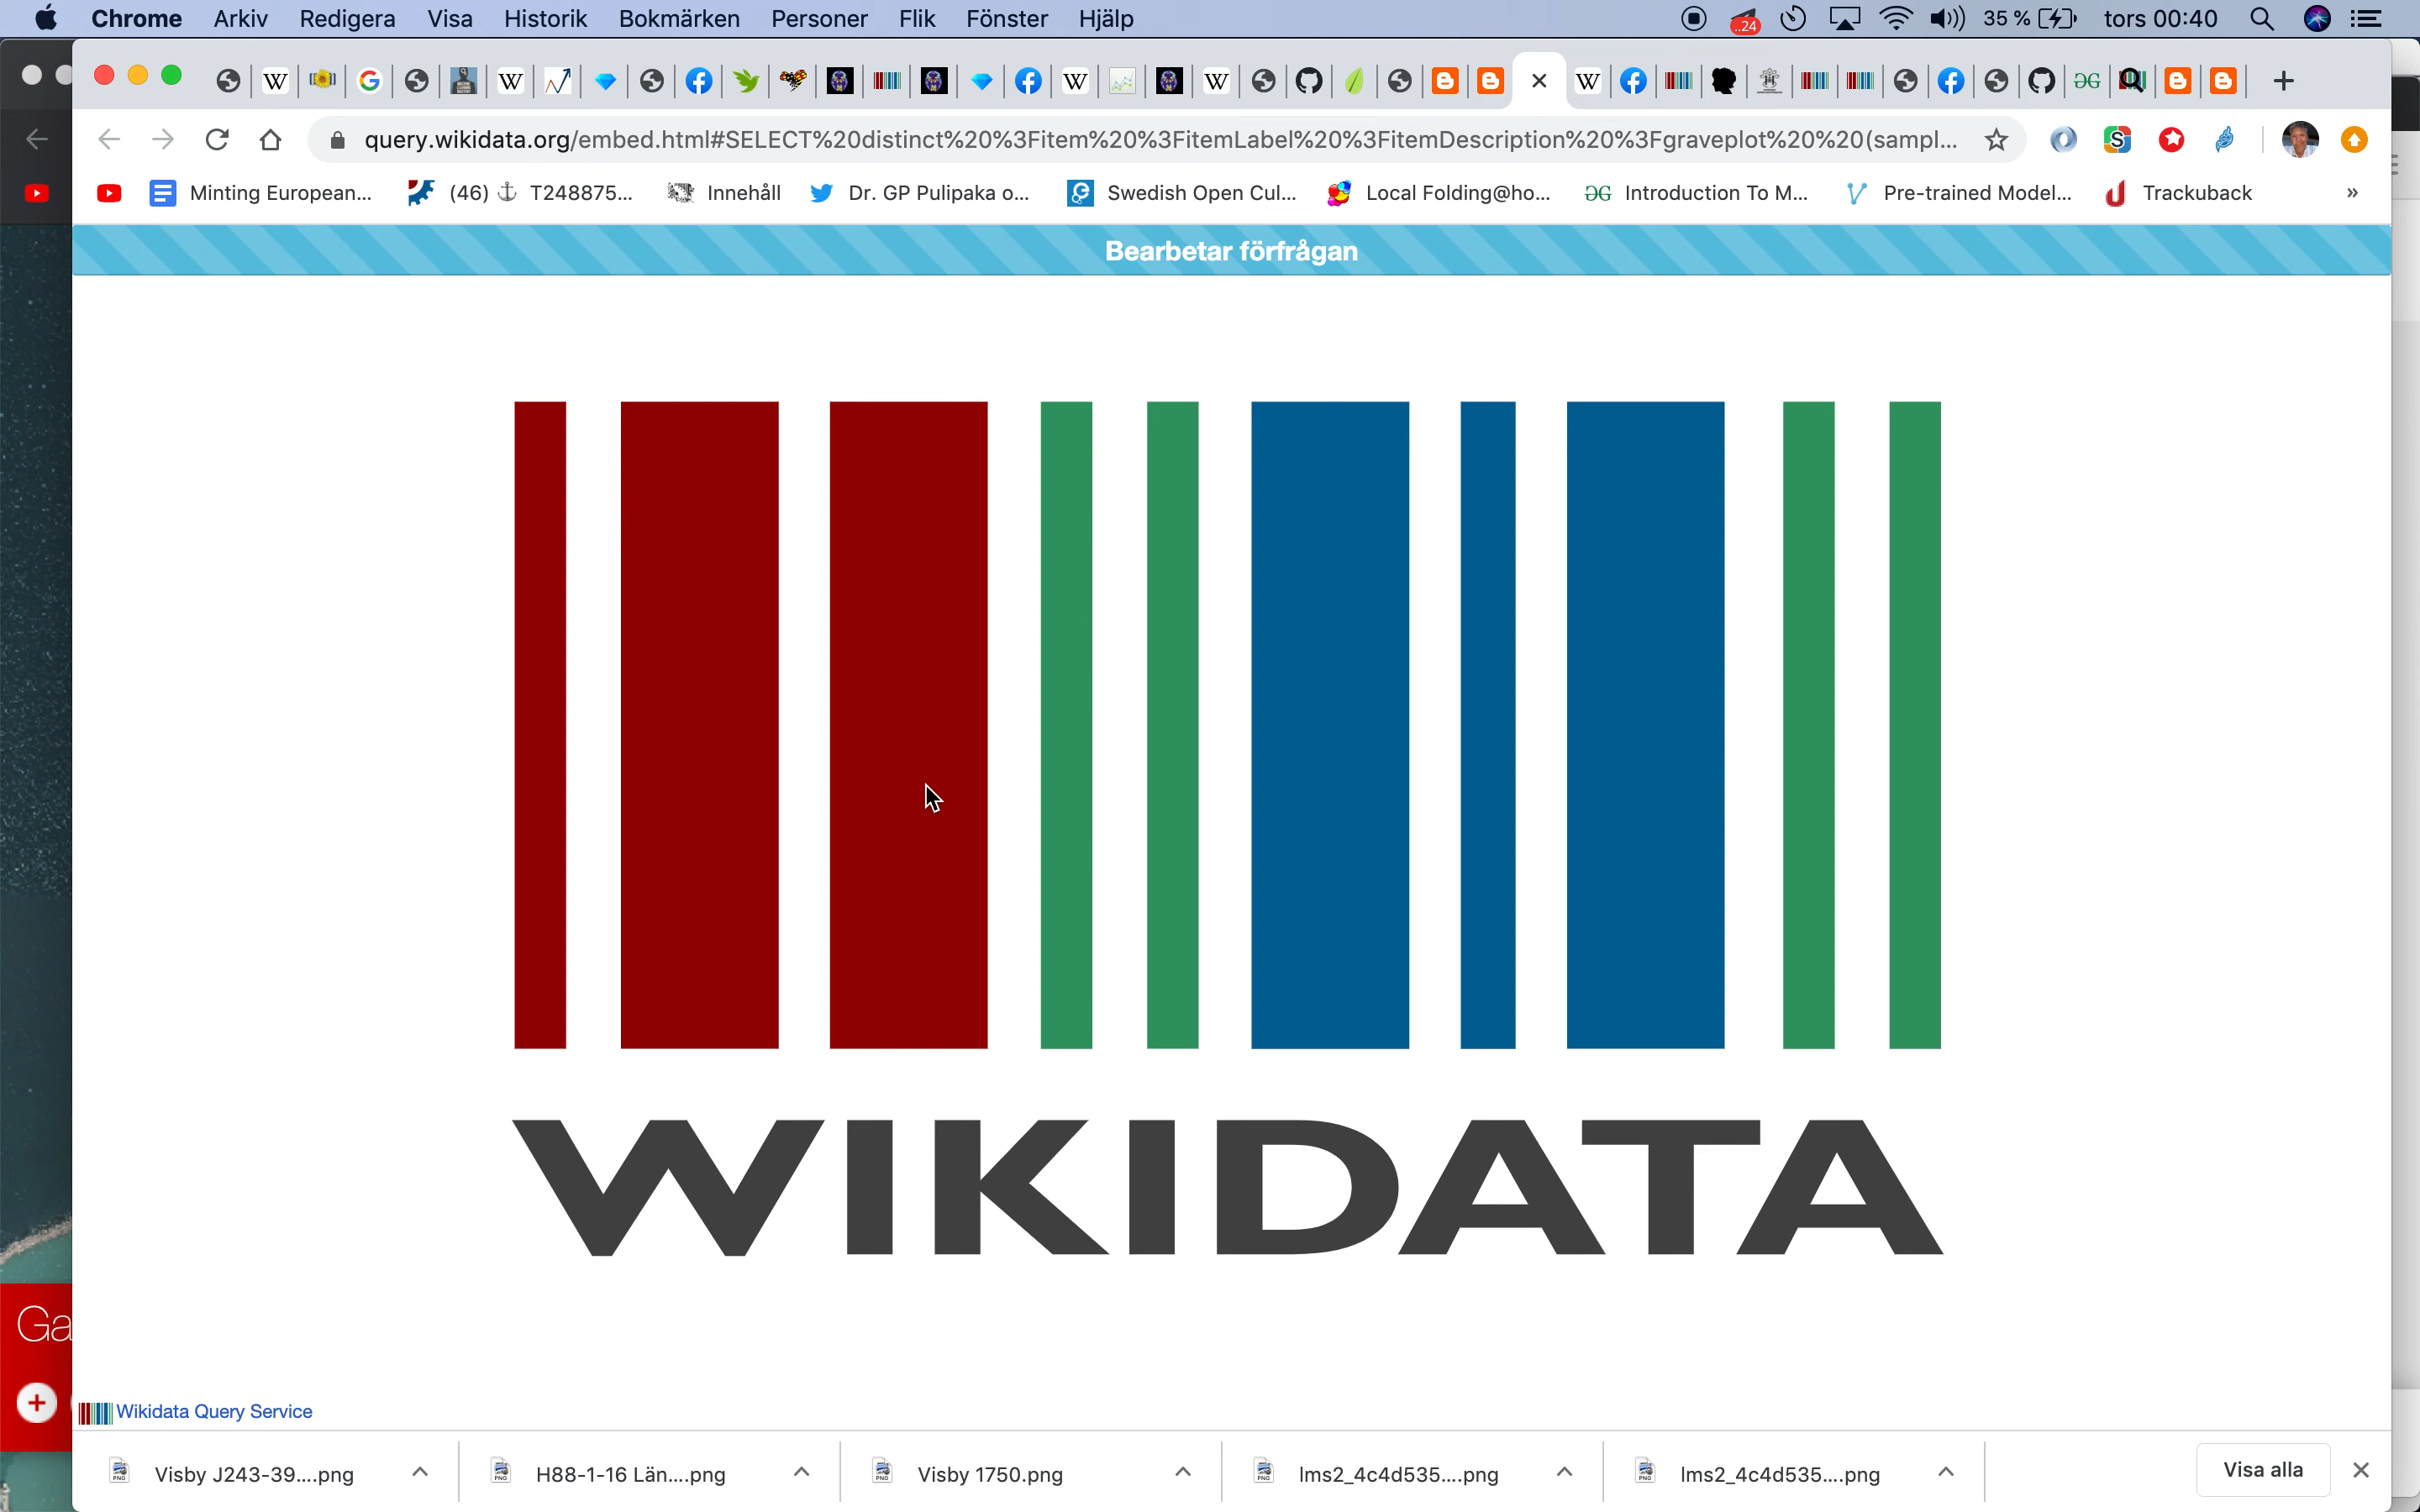 Chrome Arkiv Redigera Visa Historik Bokmärken Personer Flik Fönster Hjälp ..24 35 % tors 00:40
query.wikidata.org/embed.html#SELECT%20distinct%20%3Fitem%20%3FitemLabel%20%3FitemDescription%20%3Fgraveplot%20%20(sampl...
Minting European... (46) ⚓ T248875... Innehåll Dr. GP Pulipaka o... Swedish Open Cul... Local Folding@ho... Introduction To M... Pre-trained Model... Trackuback »
Bearbetar förfrågan
WIKIDATA
Ga
Wikidata Query Service
Visby J243-39....png H88-1-16 Län....png Visby 1750.png lms2_4c4d535....png lms2_4c4d535....png Visa alla